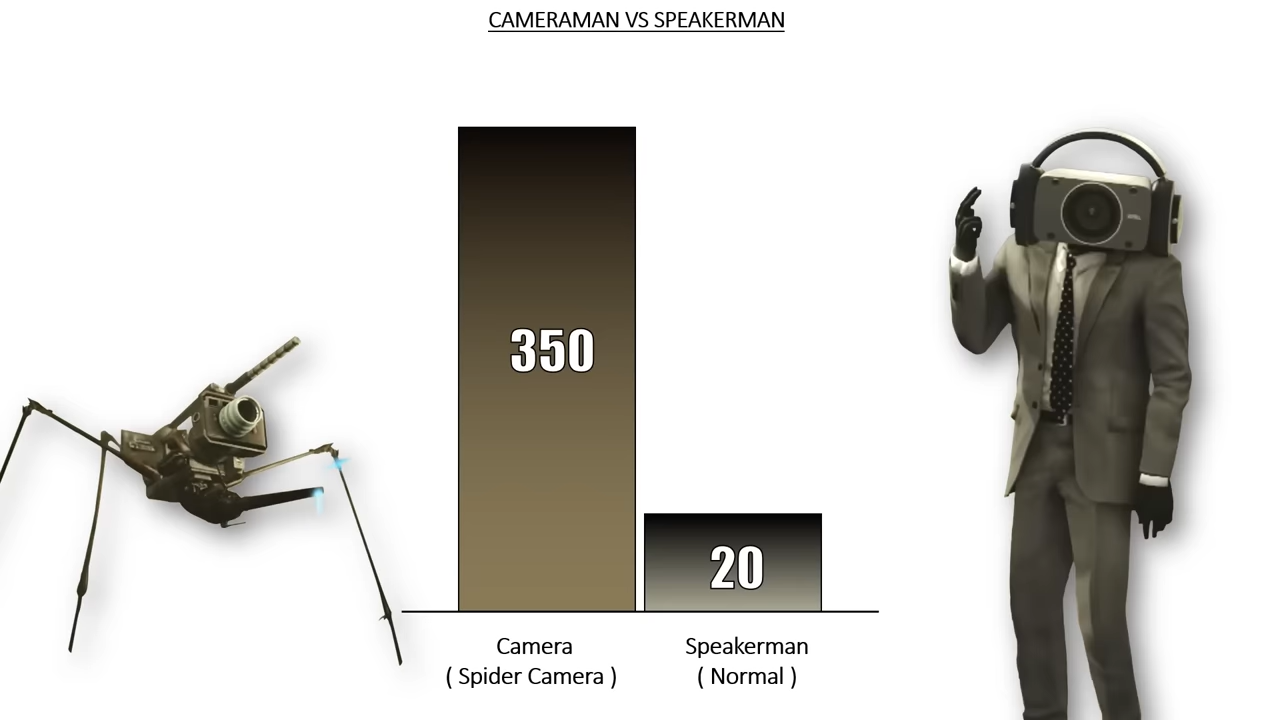 CAMERAMAN VS SPEAKERMAN
350
20
Camera
( Spider Camera )
Speakerman
( Normal )